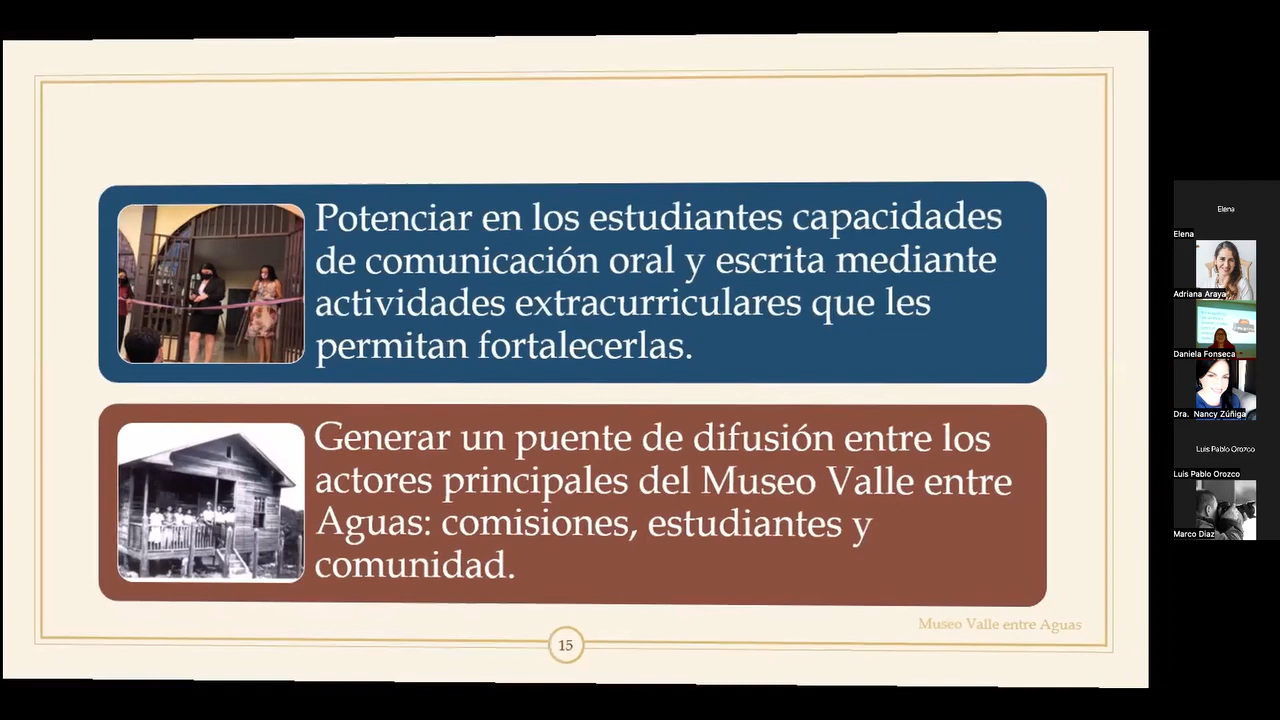 Potenciar en los estudiantes capacidades
de comunicación oral y escrita mediante
actividades extracurriculares que les
permitan fortalecerlas.
Generar un puente de difusión entre los
actores principales del Museo Valle entre
Aguas: comisiones, estudiantes y
comunidad.
Museo Valle entre Aguas
15
Elena
Elena
Adriana Araya
Daniela Fonseca
Dra. Nancy Zúñiga
Luis Pablo Orozco
Luis Pablo Orozco
Marco Diaz